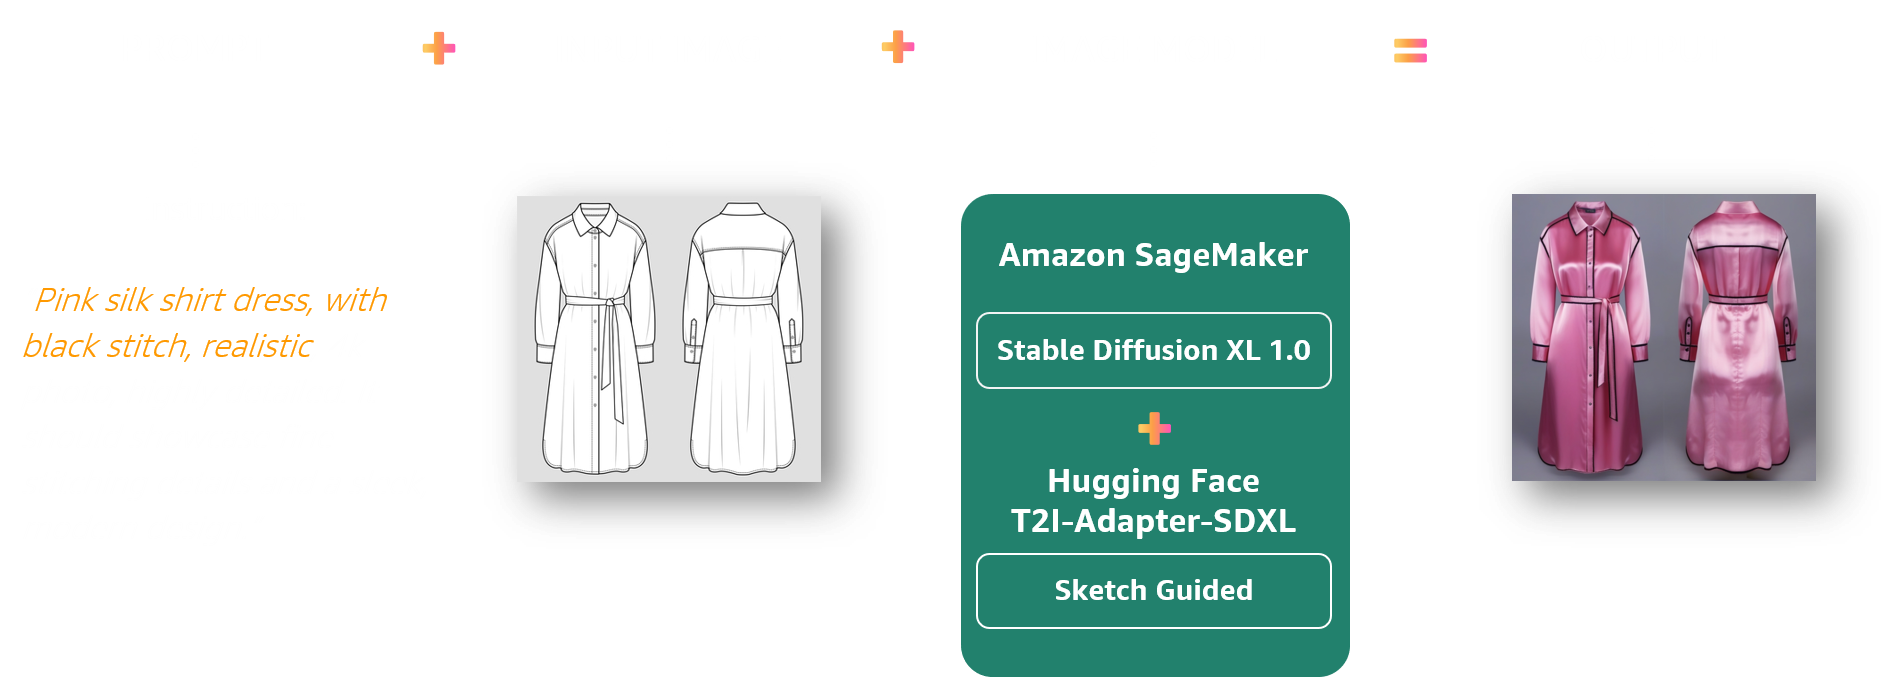 Pink silk shirt dress, with
black stitch, realistic
Amazon SageMaker
Stable Diffusion XL 1.0
Hugging Face
T2I-Adapter-SDXL
Sketch Guided